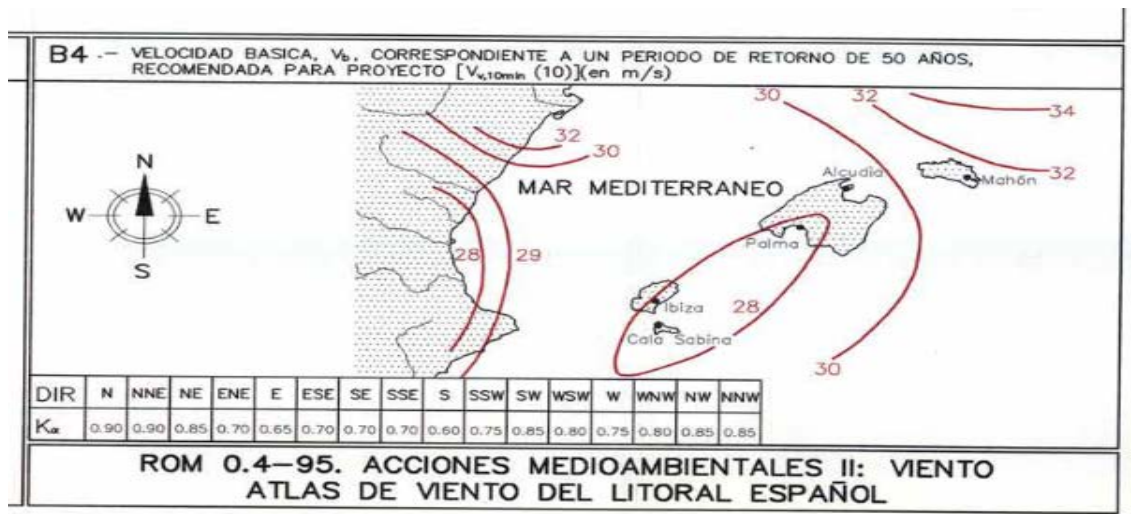 B4 .- VELOCIDAD BASICA, Vb, CORRESPONDIENTE A UN PERIODO DE RETORNO DE 50 AÑOS,
RECOMENDADA PARA PROYECTO [Vv,10min (10)](en m/s)
30 32 34
32
30
N
W E
S
MAR MEDITERRANEO
Alcudia
Mahón
32
Palma
28 29
Ibiza
28
Cala Sabina
30
DIR N NNE NE ENE E ESE SE SSE S SSW SW WSW W WNW NW NNW
Kα 0.90 0.90 0.85 0.70 0.65 0.70 0.70 0.70 0.60 0.75 0.85 0.80 0.75 0.80 0.85 0.85
ROM 0.4-95. ACCIONES MEDIOAMBIENTALES II: VIENTO
ATLAS DE VIENTO DEL LITORAL ESPAÑOL